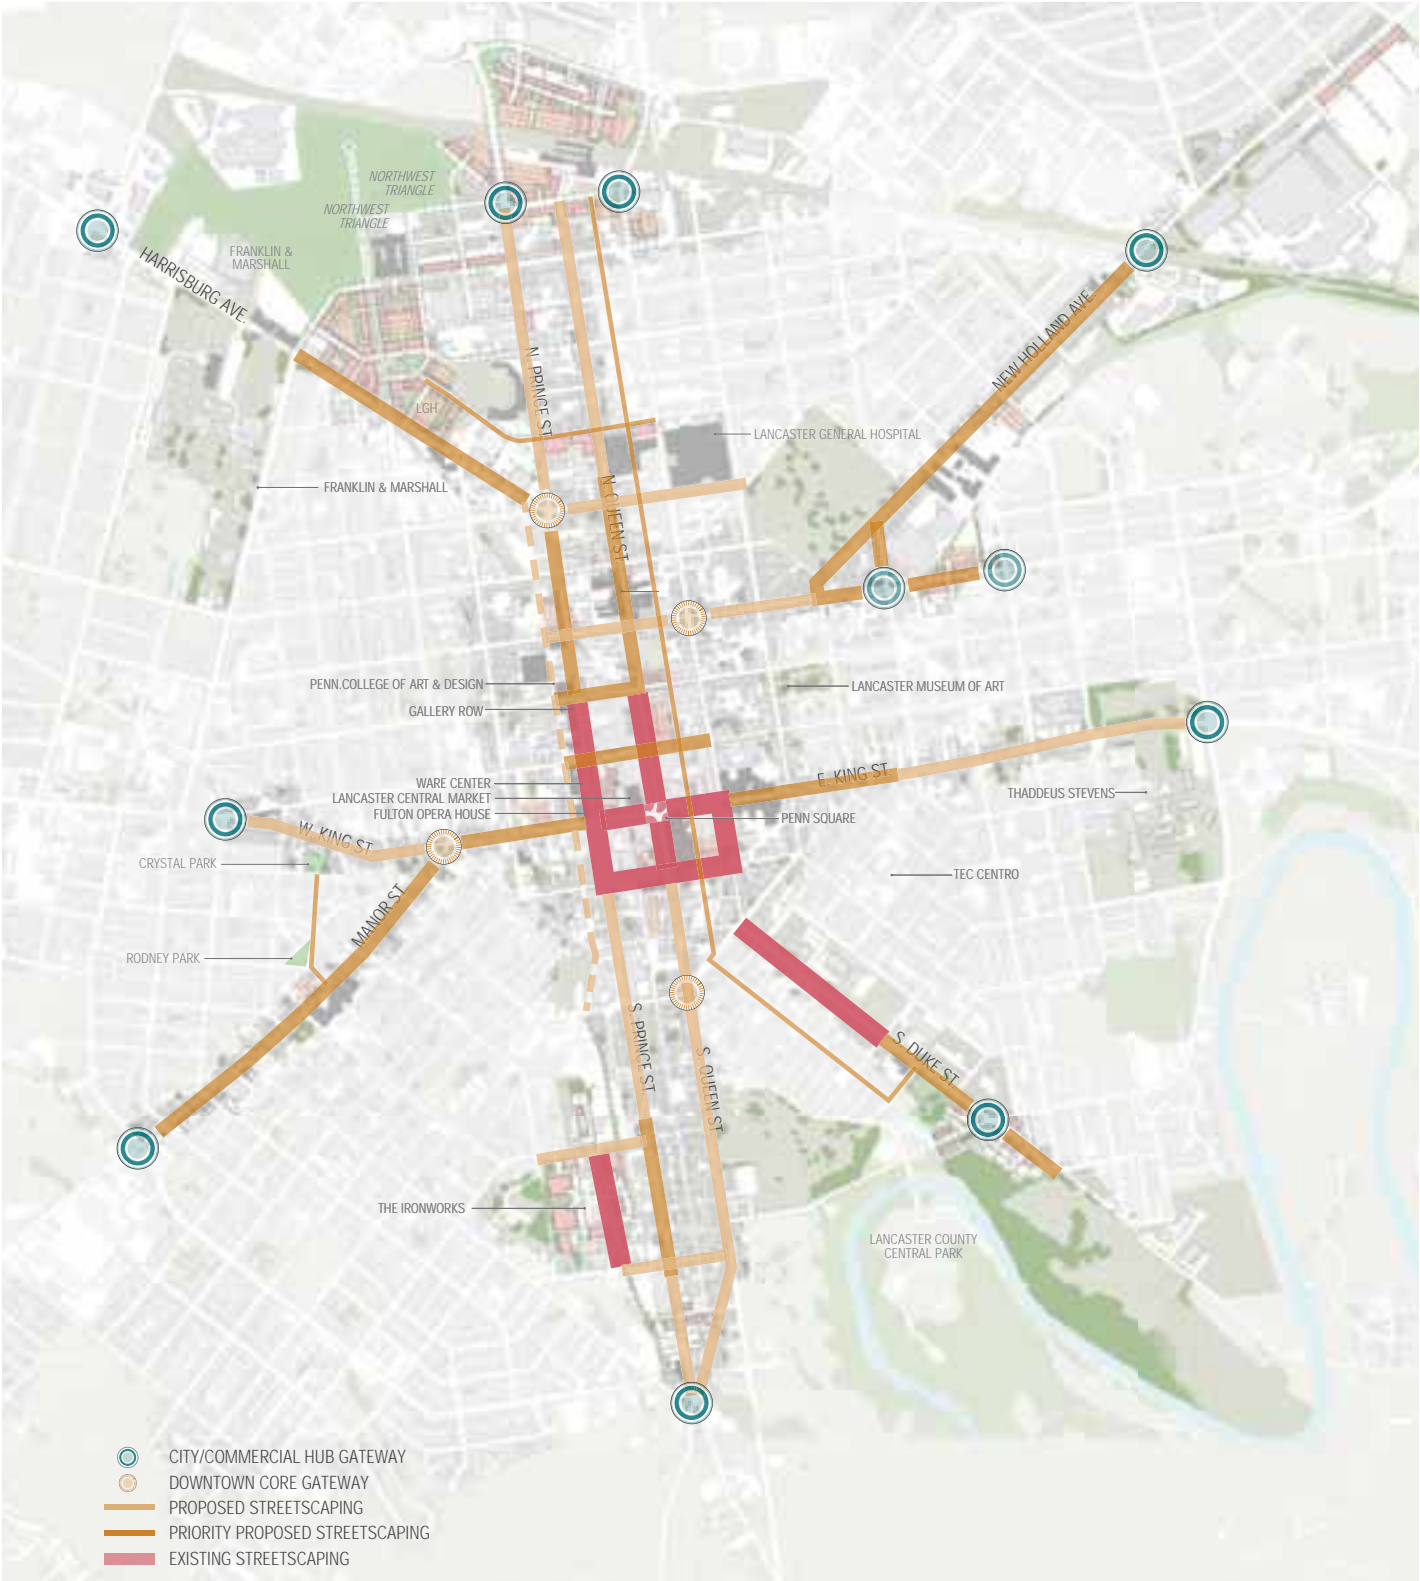 NORTHWEST
TRIANGLE
NORTHWEST
TRIANGLE
FRANKLIN &
MARSHALL
HARRISBURG AVE.
NEW HOLLAND AVE.
N. PRINCE ST.
LGH
LANCASTER GENERAL HOSPITAL
FRANKLIN & MARSHALL
N. QUEEN ST.
PENN.COLLEGE OF ART & DESIGN
LANCASTER MUSEUM OF ART
GALLERY ROW
E. KING ST.
WARE CENTER
LANCASTER CENTRAL MARKET
THADDEUS STEVENS
FULTON OPERA HOUSE
PENN SQUARE
W. KING ST.
CRYSTAL PARK
TEC CENTRO
MANOR ST
RODNEY PARK
S. PRINCE ST.
S. QUEEN ST.
S. DUKE ST.
THE IRONWORKS
LANCASTER COUNTY
CENTRAL PARK
CITY/COMMERCIAL HUB GATEWAY
DOWNTOWN CORE GATEWAY
PROPOSED STREETSCAPING
PRIORITY PROPOSED STREETSCAPING
EXISTING STREETSCAPING